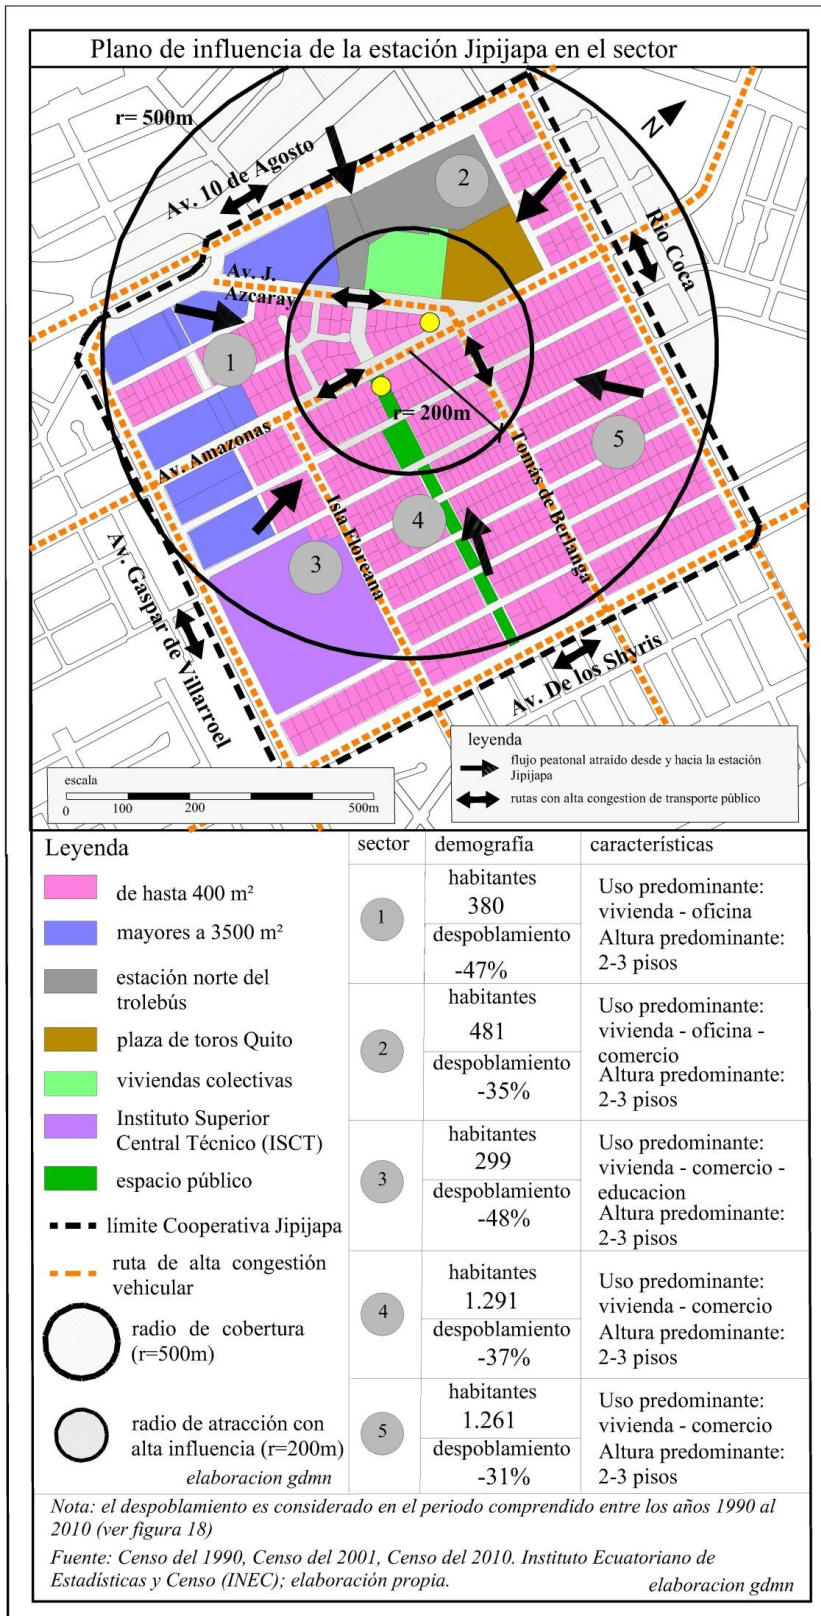 Plano de influencia de la estación Jipijapa en el sector
r= 500m
Av. 10 de Agosto
N
2
Rio Coca
Av. J.
Azcaray
1
r= 200m
5
Av. Amazonas
Tomás de Berlanga
Isla Floreana
4
3
Av. Gaspar de Villarroel
Av. De los Shyris
leyenda
flujo peatonal atraído desde y hacia la estación
Jipijapa
rutas con alta congestion de transporte público
escala
0 100 200 500m
Leyenda
de hasta 400 m²
mayores a 3500 m²
estación norte del
trolebús
plaza de toros Quito
viviendas colectivas
Instituto Superior
Central Técnico (ISCT)
espacio público
límite Cooperativa Jipijapa
ruta de alta congestión
vehicular
radio de cobertura
(r=500m)
radio de atracción con
alta influencia (r=200m)
elaboracion gdmn
sector demografía características
1
habitantes
380
despoblamiento
-47%
Uso predominante:
vivienda - oficina
Altura predominante:
2-3 pisos
2
habitantes
481
despoblamiento
-35%
Uso predominante:
vivienda - oficina -
comercio
Altura predominante:
2-3 pisos
3
habitantes
299
despoblamiento
-48%
Uso predominante:
vivienda - comercio -
educacion
Altura predominante:
2-3 pisos
4
habitantes
1.291
despoblamiento
-37%
Uso predominante:
vivienda - comercio
Altura predominante:
2-3 pisos
5
habitantes
1.261
despoblamiento
-31%
Uso predominante:
vivienda - comercio
Altura predominante:
2-3 pisos
Nota: el despoblamiento es considerado en el periodo comprendido entre los años 1990 al
2010 (ver figura 18)
Fuente: Censo del 1990, Censo del 2001, Censo del 2010. Instituto Ecuatoriano de
Estadísticas y Censo (INEC); elaboración propia. elaboracion gdmn